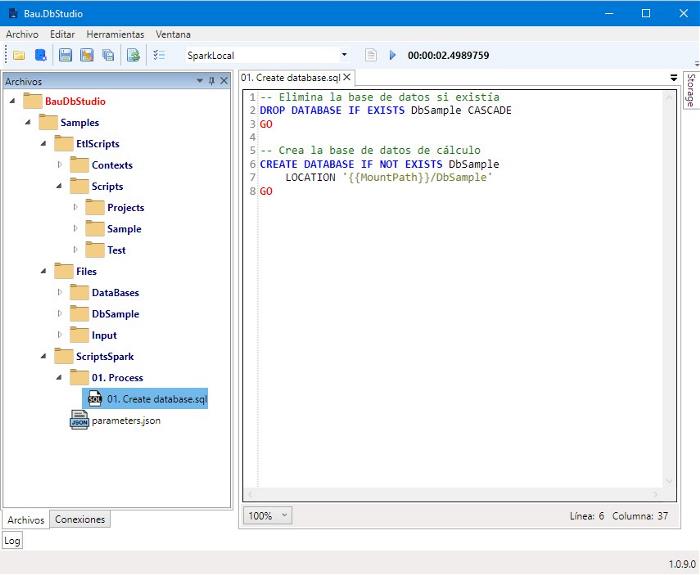 Bau.DbStudio
Archivo Editar Herramientas Ventana
SparkLocal 00:00:02.4989759
Archivos
BauDbStudio
Samples
EtlScripts
Contexts
Scripts
Projects
Sample
Test
Files
DataBases
DbSample
Input
ScriptsSpark
01. Process
SQL 01. Create database.sql
JSON parameters.json
Archivos Conexiones
Log
01. Create database.sql
1 -- Elimina la base de datos si existía
2 DROP DATABASE IF EXISTS DbSample CASCADE
3 GO
4
5 -- Crea la base de datos de cálculo
6 CREATE DATABASE IF NOT EXISTS DbSample
7 LOCATION '{{MountPath}}/DbSample'
8 GO
100% Línea: 6 Columna: 37
Storage
1.0.9.0